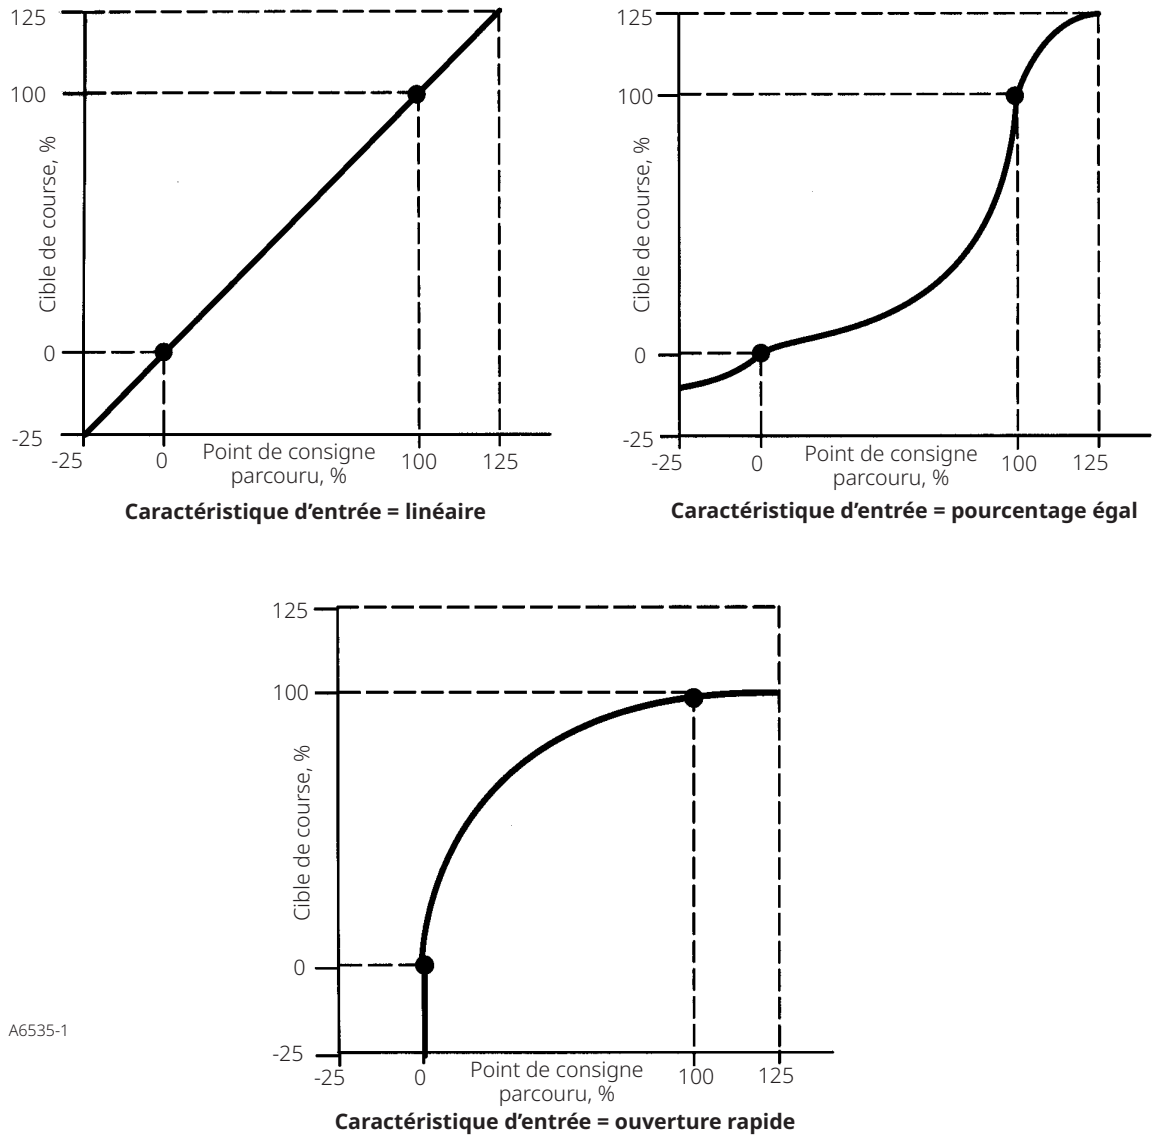 125
100
Cible de course, %
0
-25
-25
0
Point de consigne
parcouru, %
100
125
Caractéristique d’entrée = linéaire
125
100
Cible de course, %
0
-25
-25
0
Point de consigne
parcouru, %
100
125
Caractéristique d’entrée = pourcentage égal
125
100
Cible de course, %
0
-25
-25
0
Point de consigne
parcouru, %
100
125
Caractéristique d’entrée = ouverture rapide
A6535-1